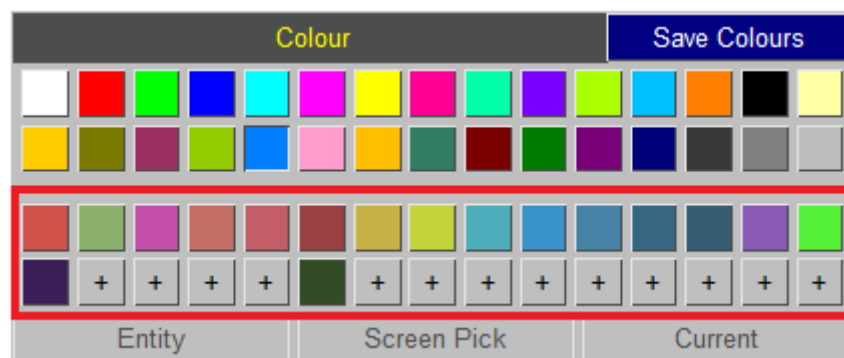 Colour Save Colours
+ + + + + + + + + + + + +
Entity Screen Pick Current